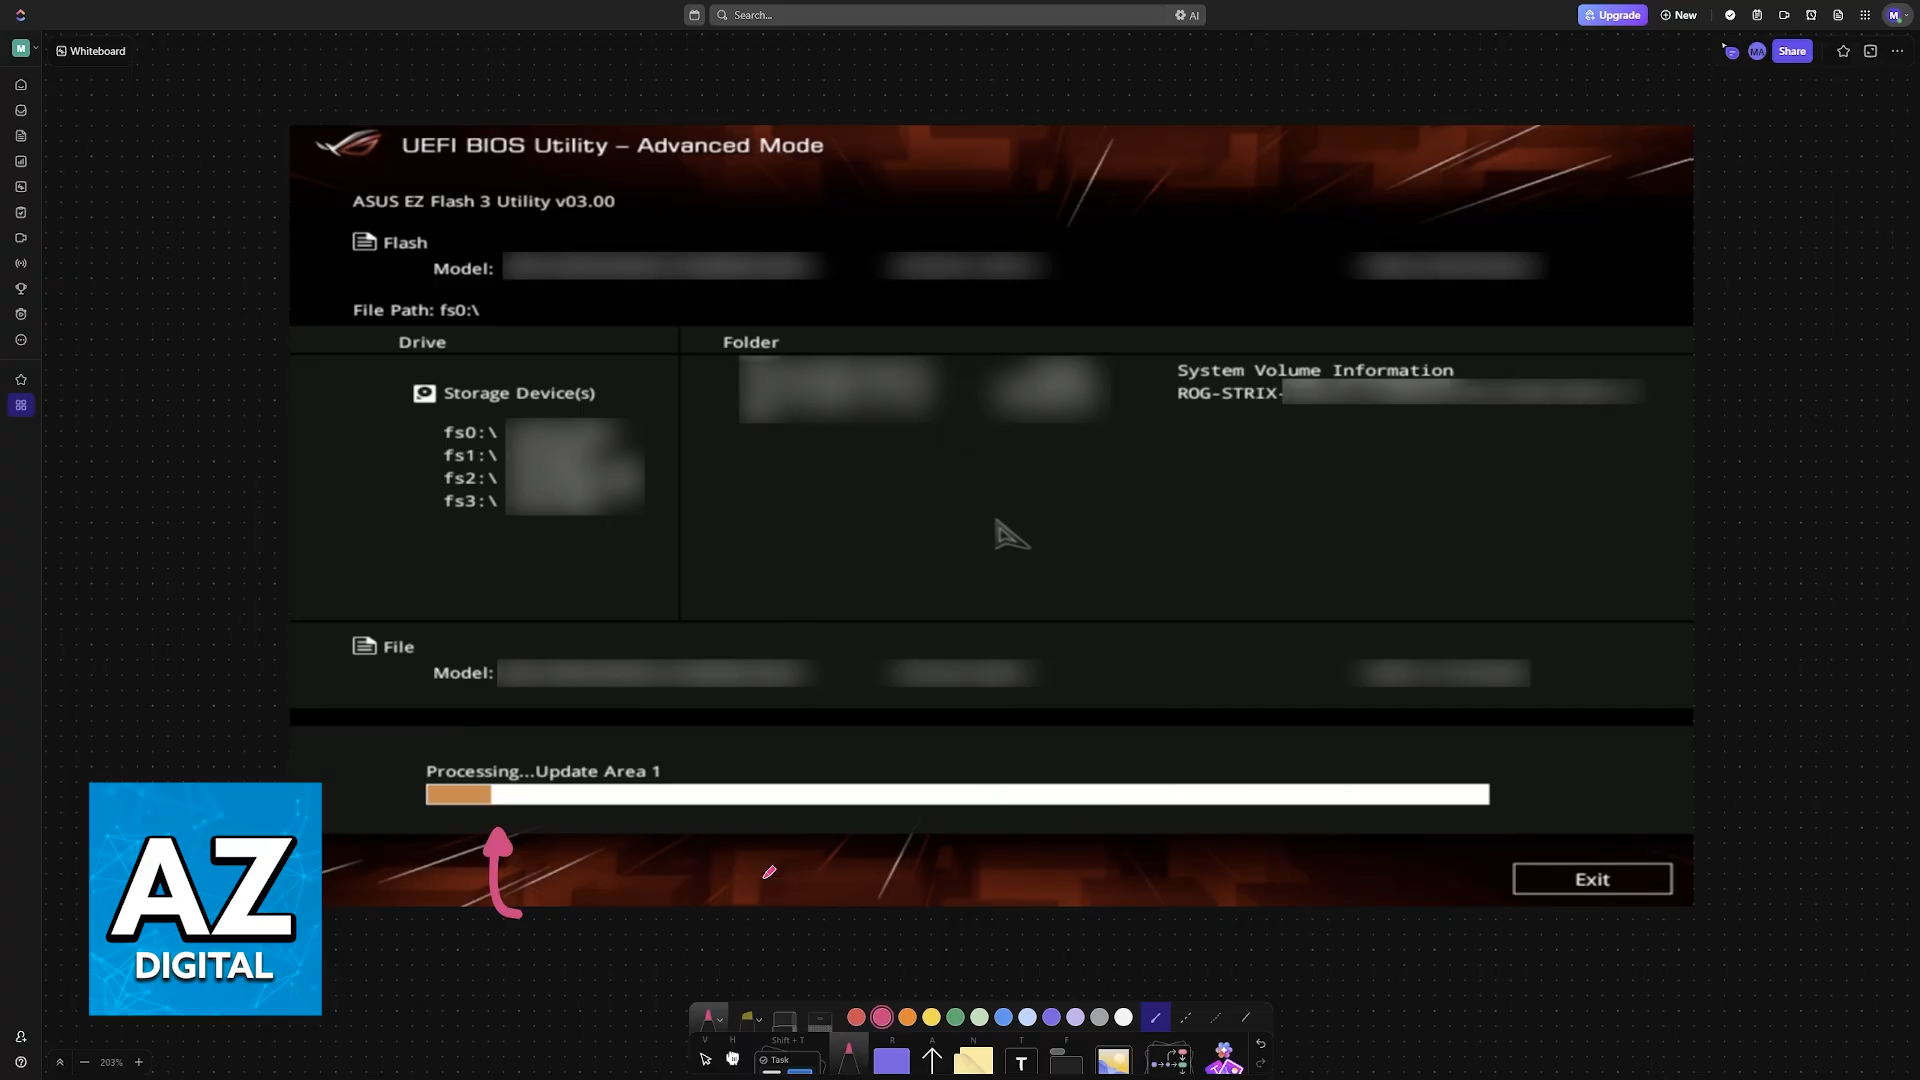 Search...
AI
Upgrade
New
M
M
Whiteboard
MA
Share
UEFI BIOS Utility – Advanced Mode
ASUS EZ Flash 3 Utility v03.00
Flash
Model:
File Path: fs0:\
Drive
Folder
System Volume Information
ROG-STRIX-
Storage Device(s)
fs0:\
fs1:\
fs2:\
fs3:\
File
Model:
Processing...Update Area 1
Exit
AZ
DIGITAL
V
H
Shift + T
R
A
N
T
F
Task
T
203%